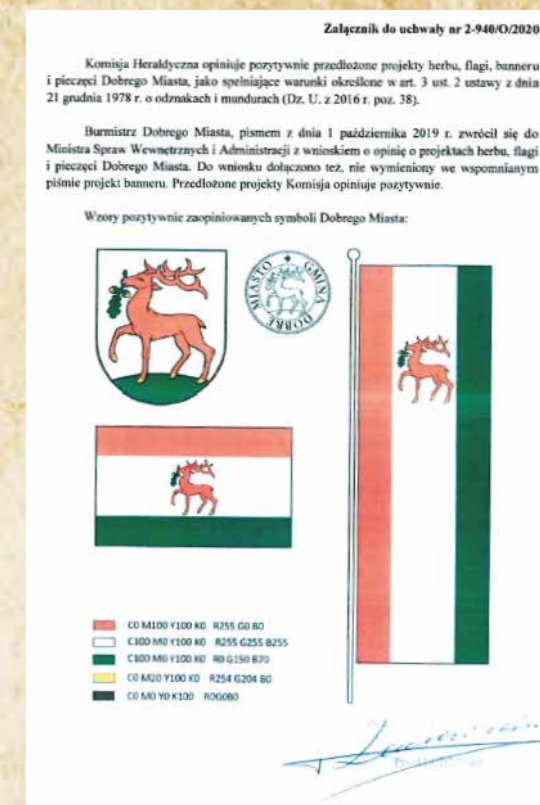 Załącznik do uchwały nr 2-940/O/2020
Komisja Heraldyczna opiniuje pozytywnie przedłożone projekty herbu, flagi, banneru
i pieczęci Dobrego Miasta, jako spełniające warunki określone w art. 3 ust. 2 ustawy z dnia
21 grudnia 1978 r. o odznakach i mundurach (Dz. U. z 2016 r. poz. 38).
Burmistrz Dobrego Miasta, pismem z dnia 1 października 2019 r. zwrócił się do
Ministra Spraw Wewnętrznych i Administracji z wnioskiem o opinię o projektach herbu, flagi
i pieczęci Dobrego Miasta. Do wniosku dołączono też, nie wymieniony we wspomnianym
piśmie projekt banneru. Przedłożone projekty Komisja opiniuje pozytywnie.
Wzory pozytywnie zaopiniowanych symboli Dobrego Miasta:
GMINA DOBRE MIASTO
C0 M100 Y100 K0 R255 G0 B0
C100 M0 Y100 K0 R255 G255 B255
C100 M0 Y100 K0 R0 G150 B70
C0 M20 Y100 K0 R254 G204 B0
C0 M0 Y0 K100 R0G0B0